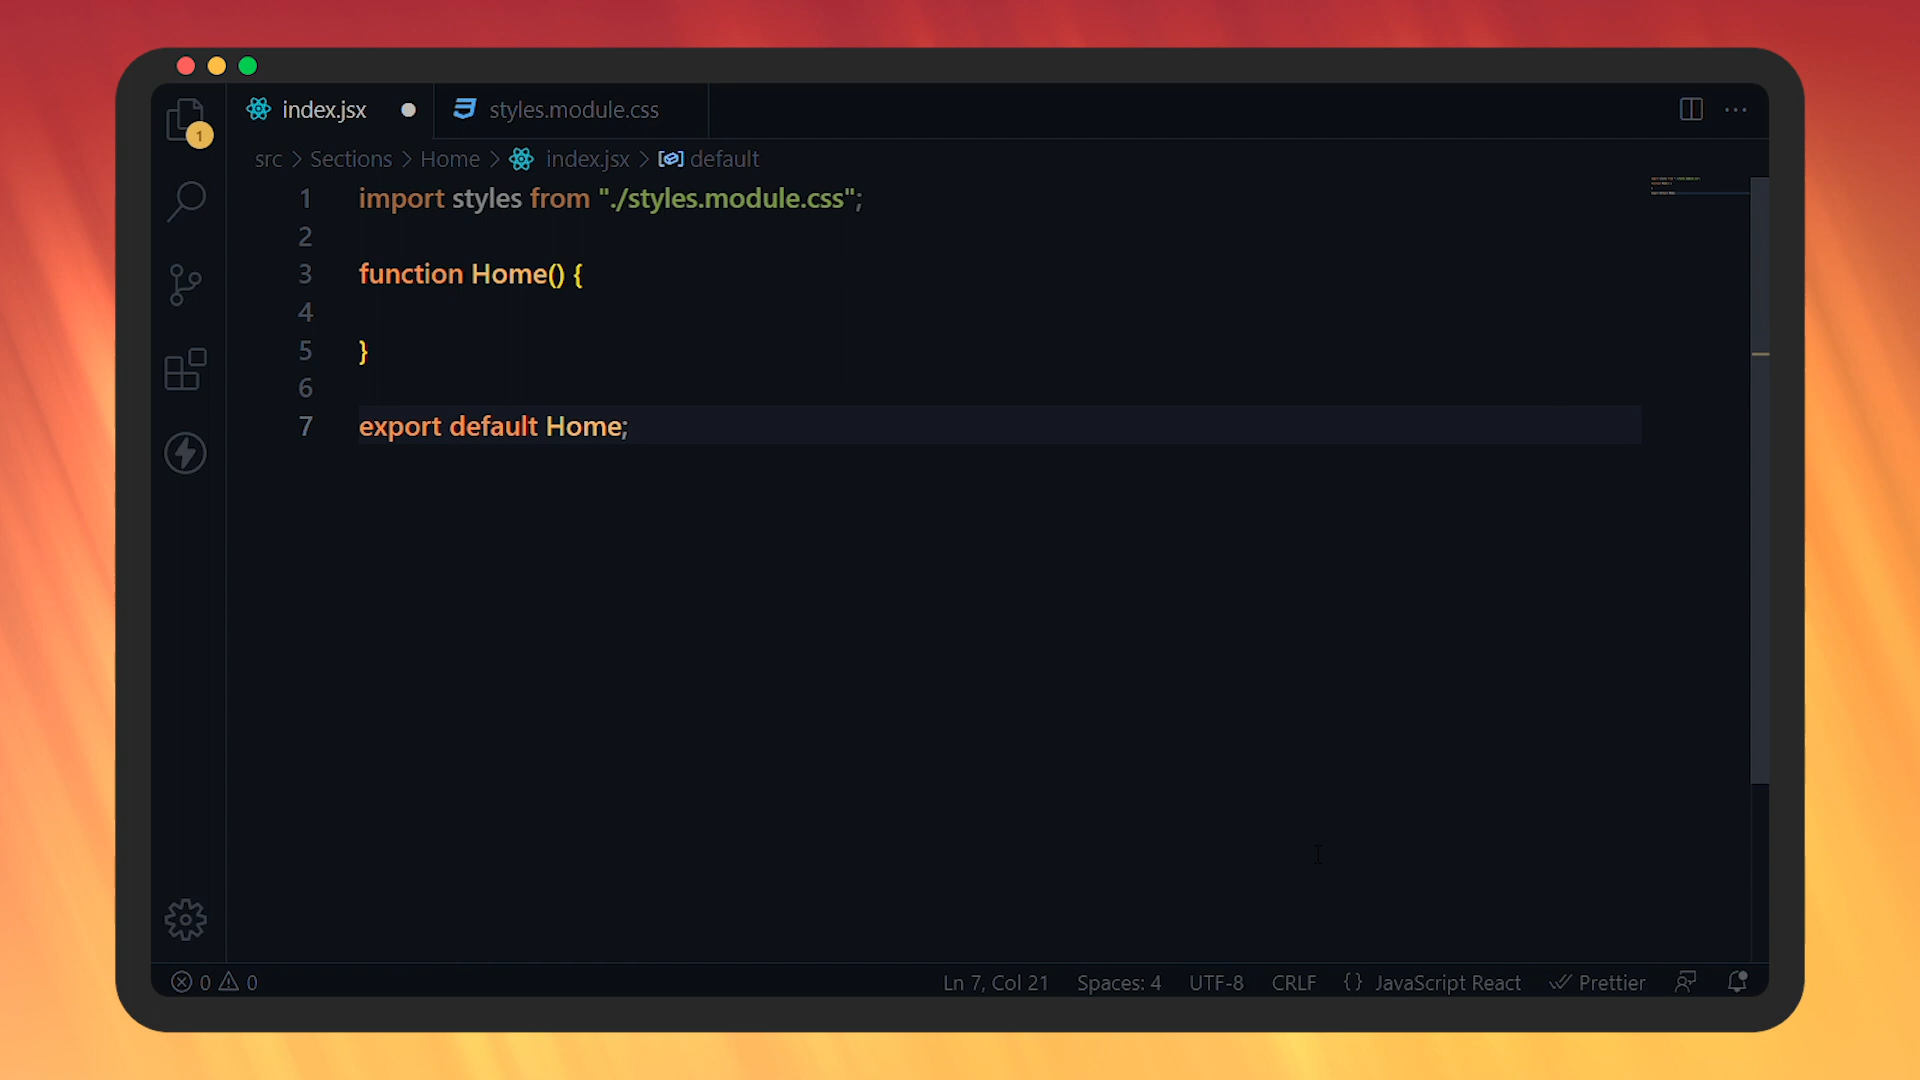 index.jsx
styles.module.css
1
src > Sections > Home > index.jsx > default
1 import styles from "./styles.module.css";
2
3 function Home() {
4
5 }
6
7 export default Home;
0 0
Ln 7, Col 21 Spaces: 4 UTF-8 CRLF {} JavaScript React Prettier